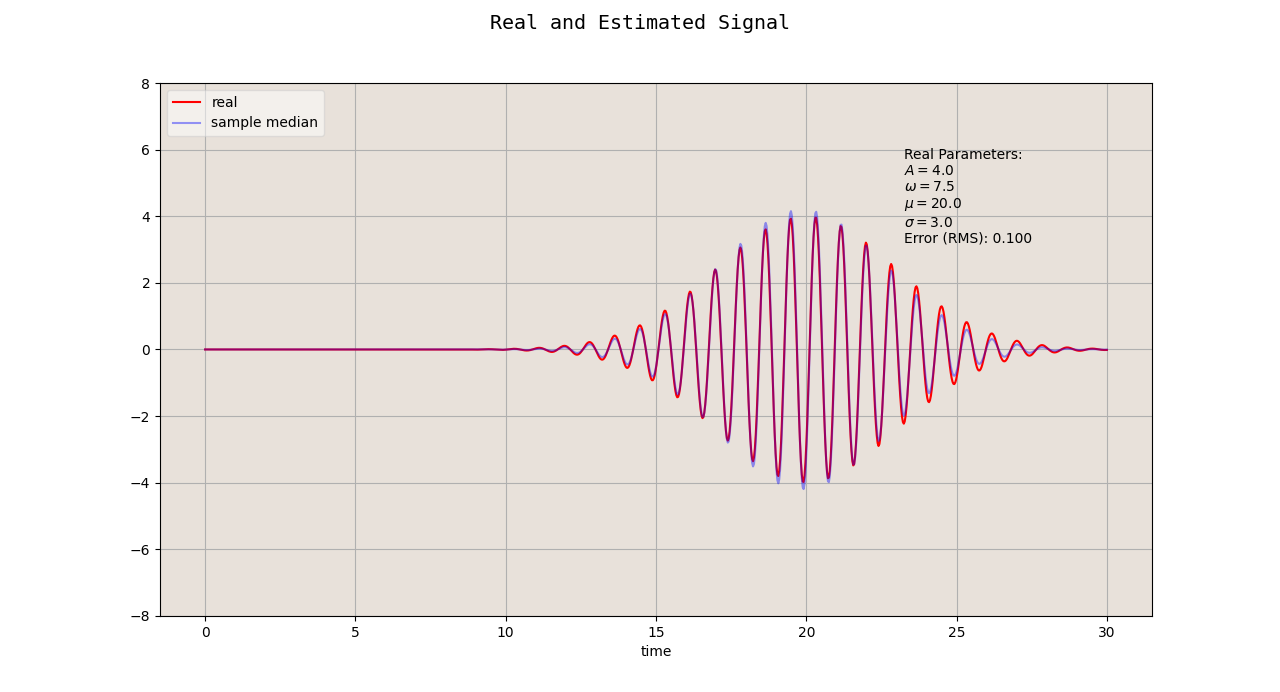 Real and Estimated Signal
real
sample median
Real Parameters:
A = 4.0
ω = 7.5
μ = 20.0
σ = 3.0
Error (RMS): 0.100
8
6
4
2
0
−2
−4
−6
−8
0 5 10 15 20 25 30
time